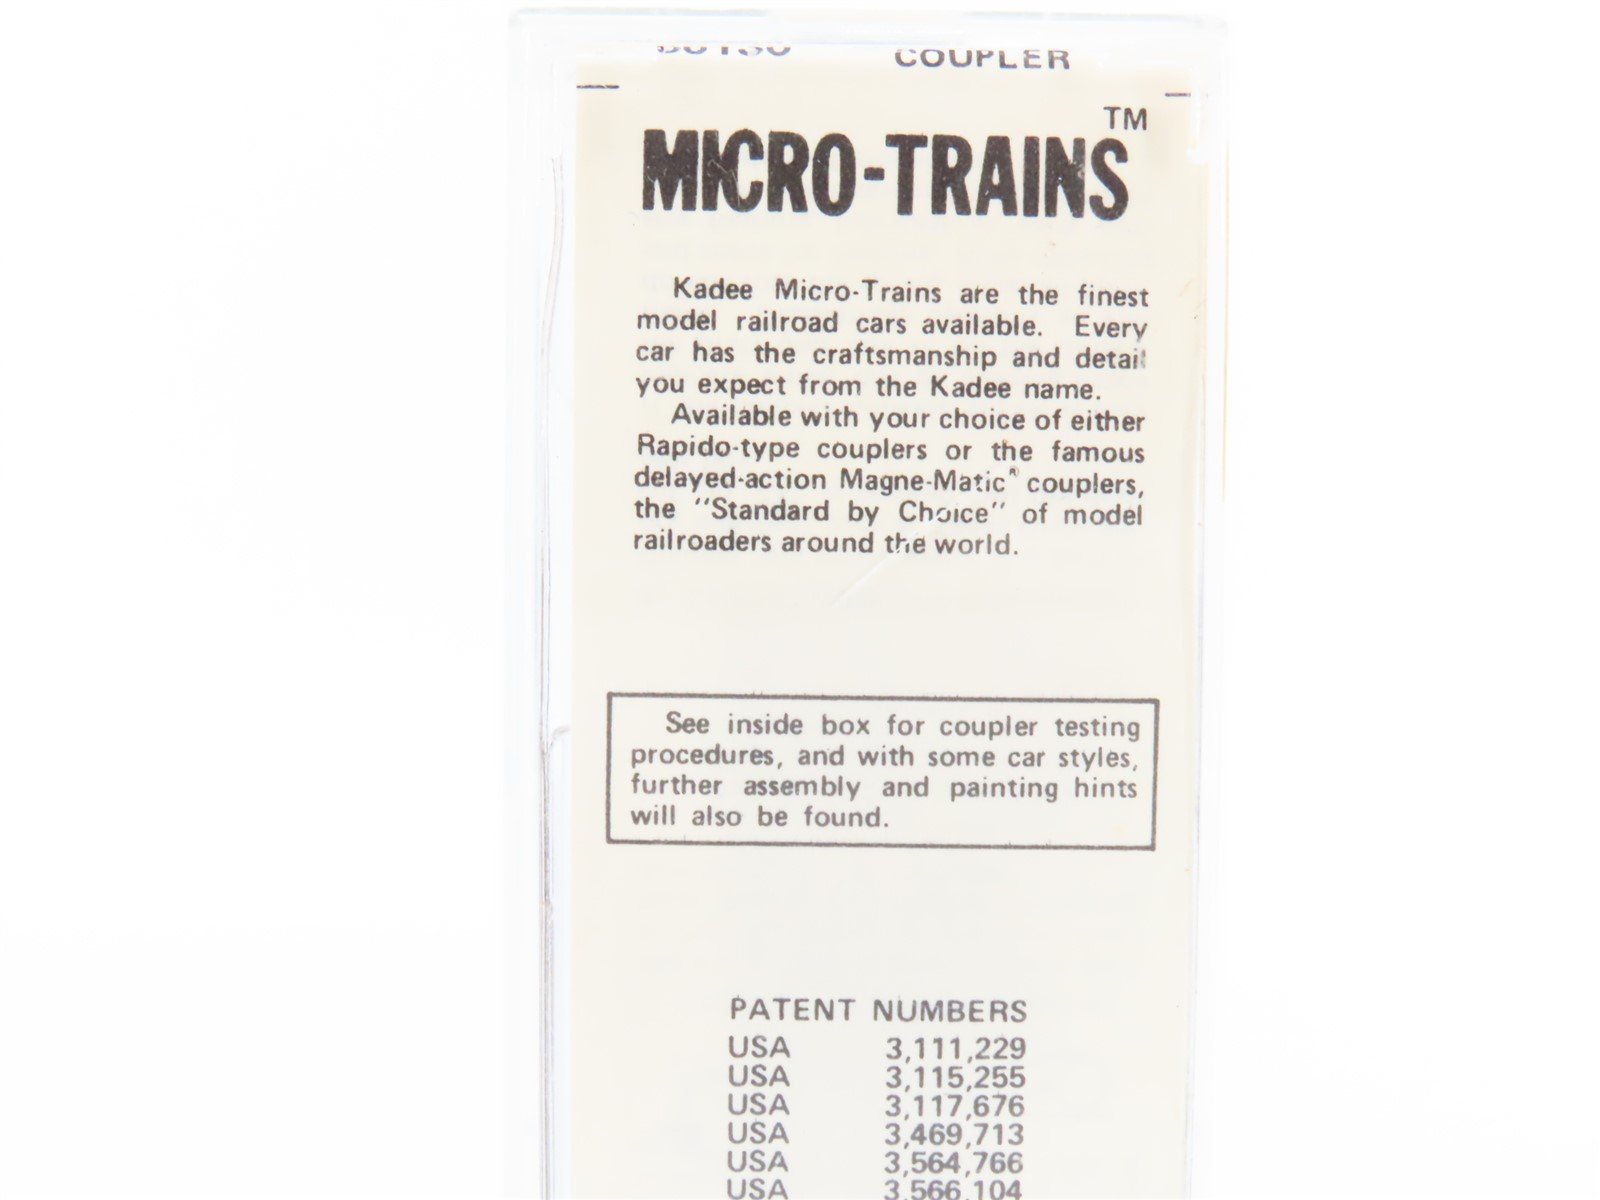 COUPLER
TM
MICRO-TRAINS
Kadee Micro-Trains are the finest
model railroad cars available. Every
car has the craftsmanship and detail
you expect from the Kadee name.
Available with your choice of either
Rapido-type couplers or the famous
delayed-action Magne-Matic® couplers,
the "Standard by Choice" of model
railroaders around the world.
See inside box for coupler testing
procedures, and with some car styles,
further assembly and painting hints
will also be found.
PATENT NUMBERS
USA 3,111,229
USA 3,115,255
USA 3,117,676
USA 3,469,713
USA 3,564,766
USA 3,566,104